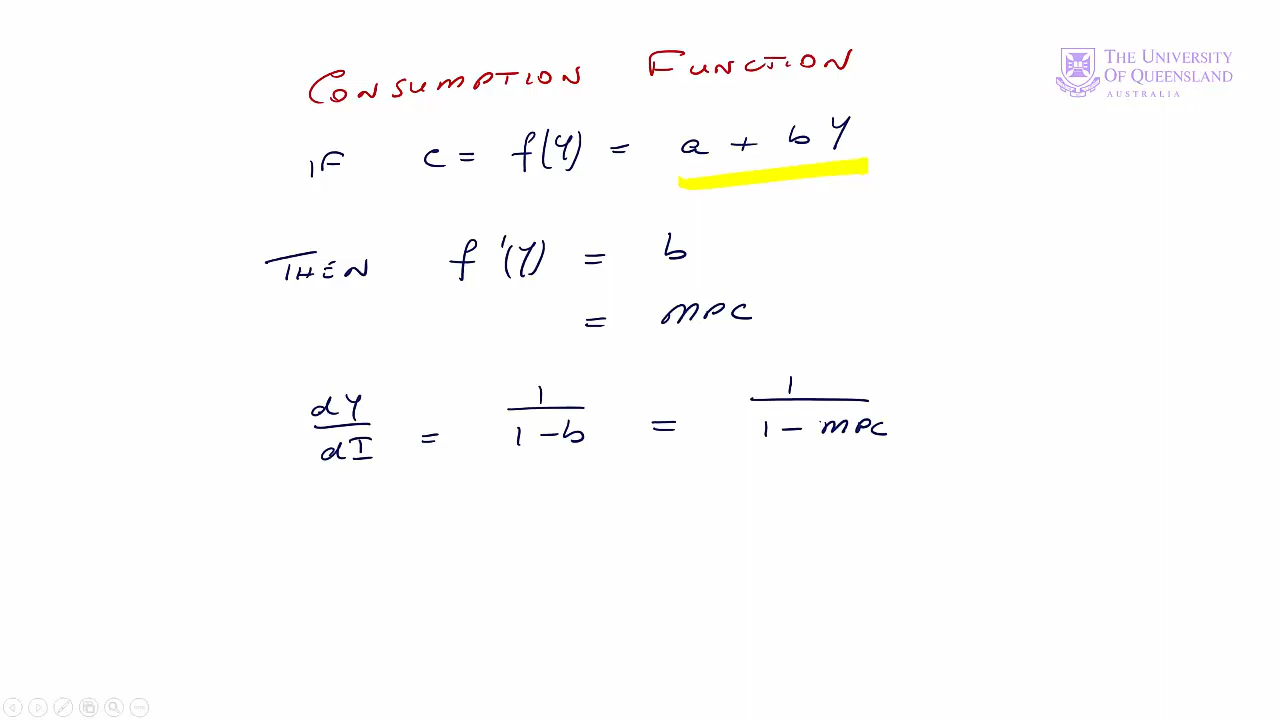 CONSUMPTION FUNCTION
THE UNIVERSITY
OF QUEENSLAND
AUSTRALIA
IF C = f(Y) = a + bY
THEN f'(Y) = b
= MPC
dY/dI = 1/(1-b) = 1/(1-MPC)